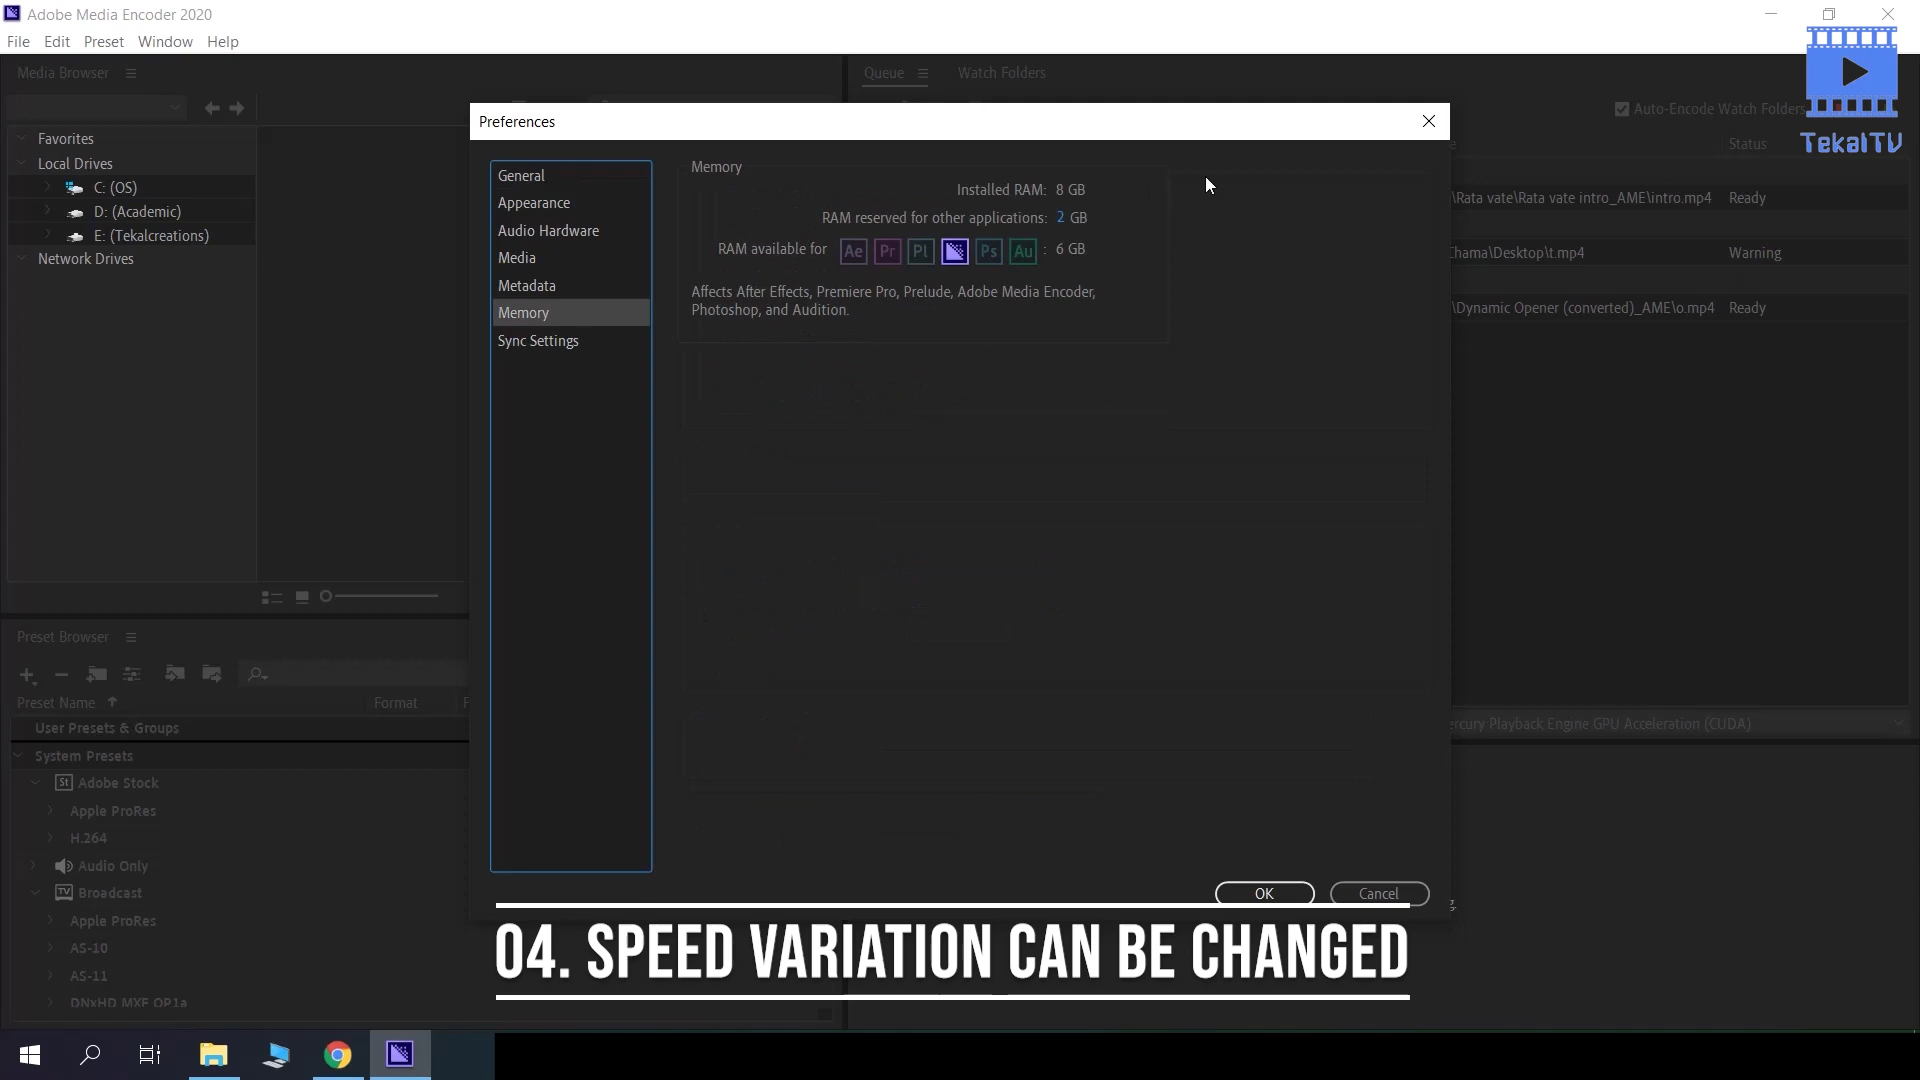 Adobe Media Encoder 2020
File Edit Preset Window Help
Media Browser
Queue Watch Folders
Auto-Encode Watch Folders
TekalTV
Status
Favorites
Local Drives
C: (OS)
D: (Academic)
E: (Tekalcreations)
Network Drives
Preferences
General
Appearance
Audio Hardware
Media
Metadata
Memory
Sync Settings
Memory
Installed RAM: 8 GB
RAM reserved for other applications: 2 GB
RAM available for Ae Pr Pl Ps Au : 6 GB
Affects After Effects, Premiere Pro, Prelude, Adobe Media Encoder,
Photoshop, and Audition.
\Rata vate\Rata vate intro_AME\intro.mp4 Ready
Chama\Desktop\t.mp4 Warning
\Dynamic Opener (converted)_AME\o.mp4 Ready
ercury Playback Engine GPU Acceleration (CUDA)
Preset Browser
Preset Name Format F
User Presets & Groups
System Presets
St Adobe Stock
Apple ProRes
H.264
Audio Only
TV Broadcast
Apple ProRes
AS-10
AS-11
DNxHD MXF OP1a
OK Cancel
04. SPEED VARIATION CAN BE CHANGED